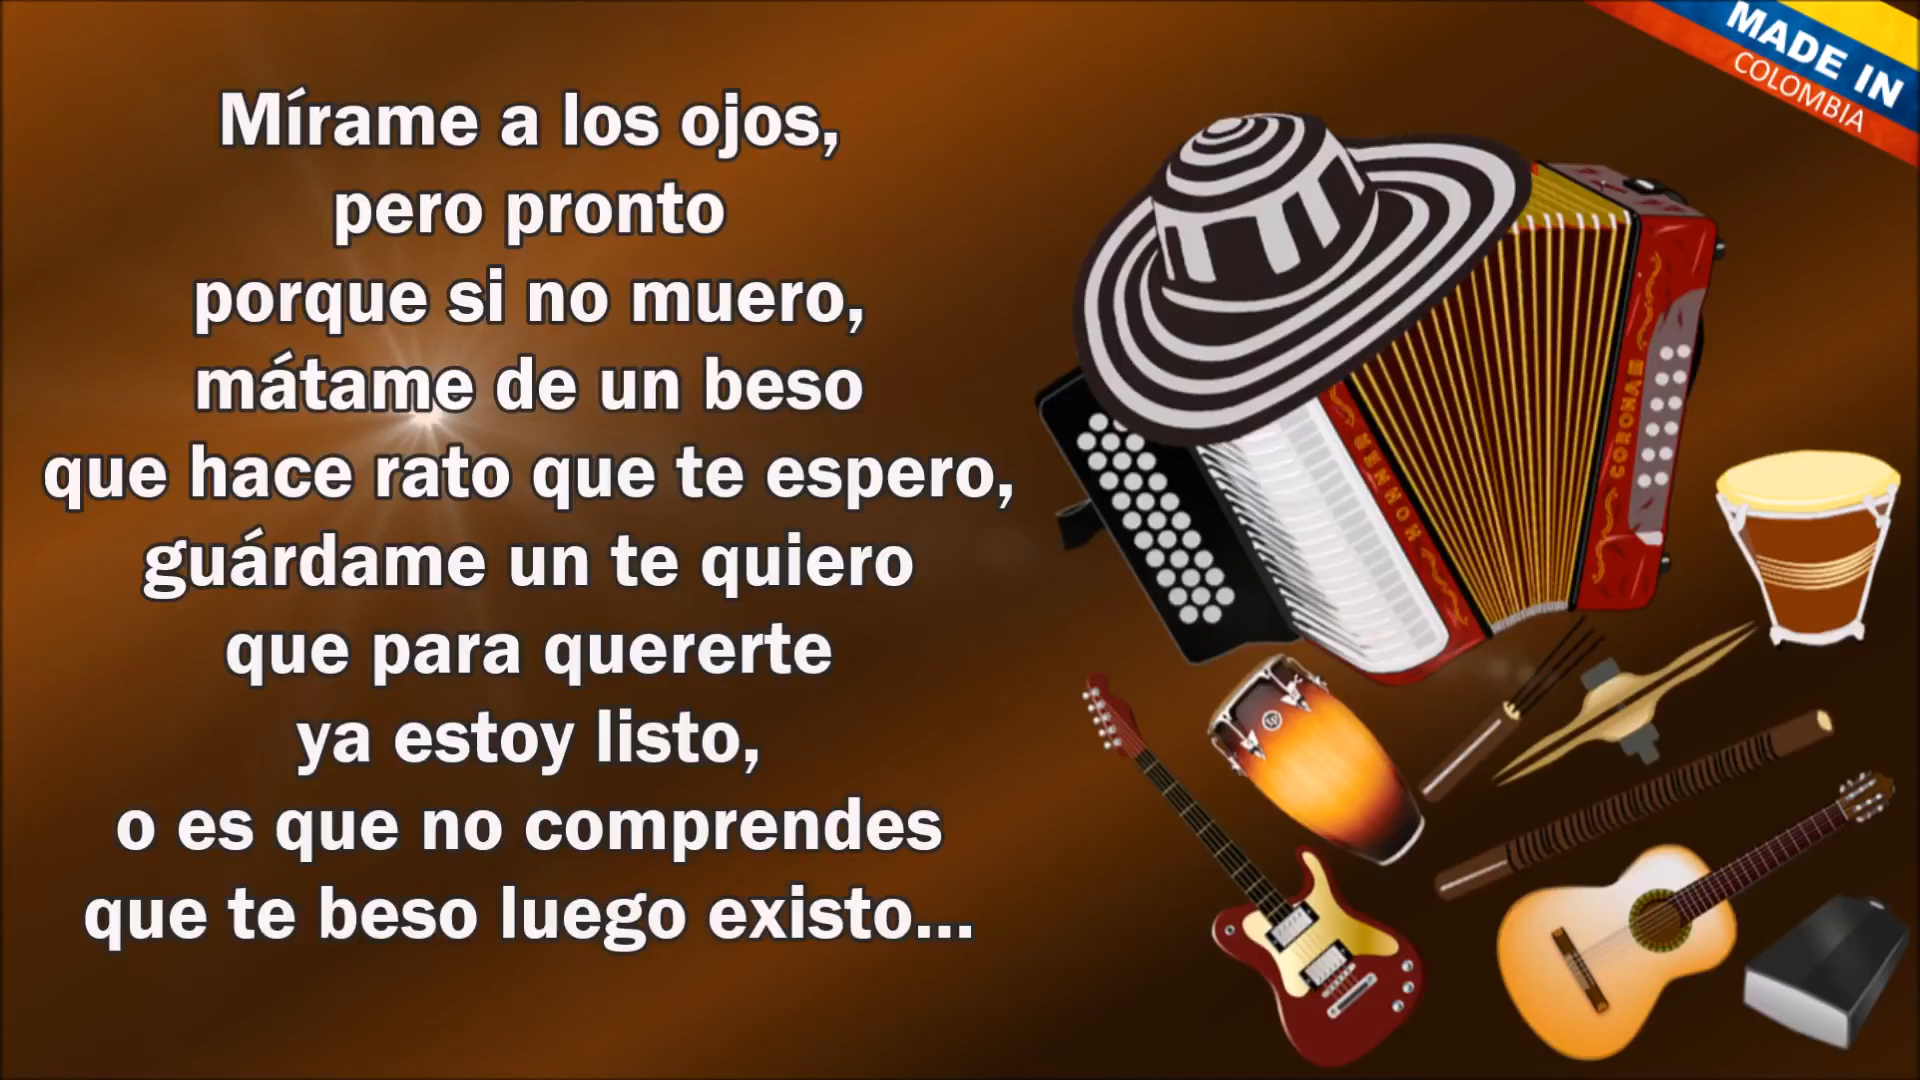 Mírame a los ojos,
pero pronto
porque si no muero,
mátame de un beso
que hace rato que te espero,
guárdame un te quiero
que para quererte
ya estoy listo,
o es que no comprendes
que te beso luego existo...
MADE IN
COLOMBIA
HOHNER
CORONA III